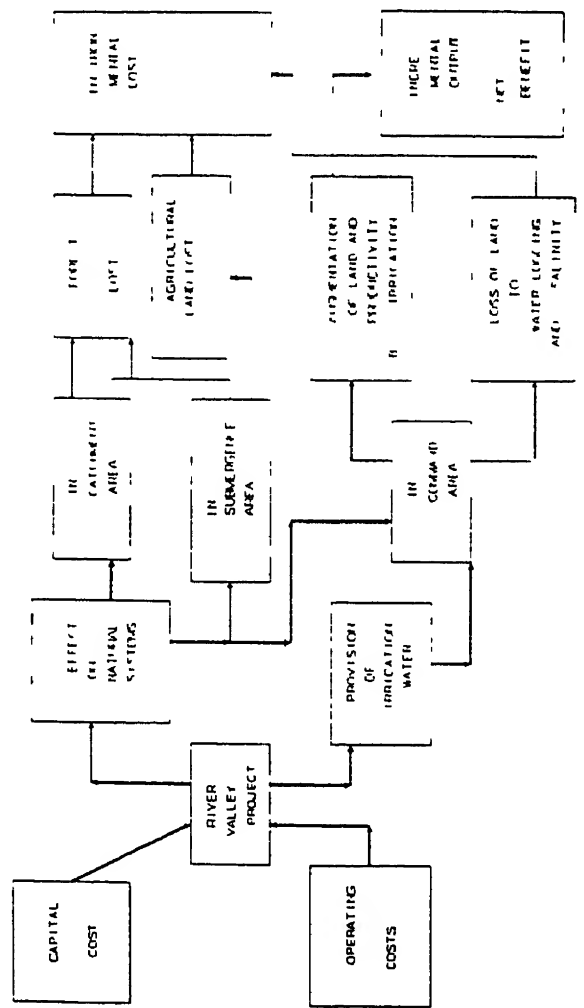 CAPITAL
COST
OPERATING
COSTS
RIVER
VALLEY
PROJECT
EFFECT
ON
NATURAL
SYSTEMS
PROVISION
OF
IRRIGATION
WATER
IN
CATCHMENT
AREA
IN
SUBMERGENCE
AREA
IN
COMMAND
AREA
LOST
AGRICULTURAL
LAND LOST
AUGMENTATION
OF LAND AND
IRRIGATION
LOSS OF LAND
TO
WATER LOGGING
AND SALINITY
MENTAL
COST
INCRE
MENTAL
OUTPUT
NET
BENEFIT